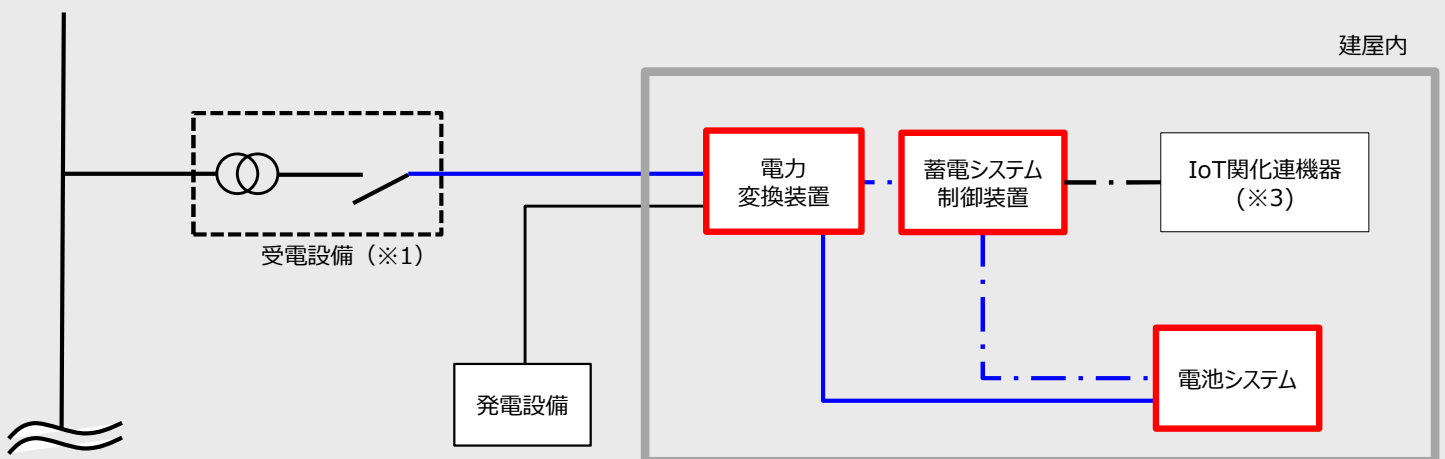 建屋内
電力
変換装置
蓄電システム
制御装置
IoT関化連機器
(※3)
受電設備(※1)
発電設備
電池システム